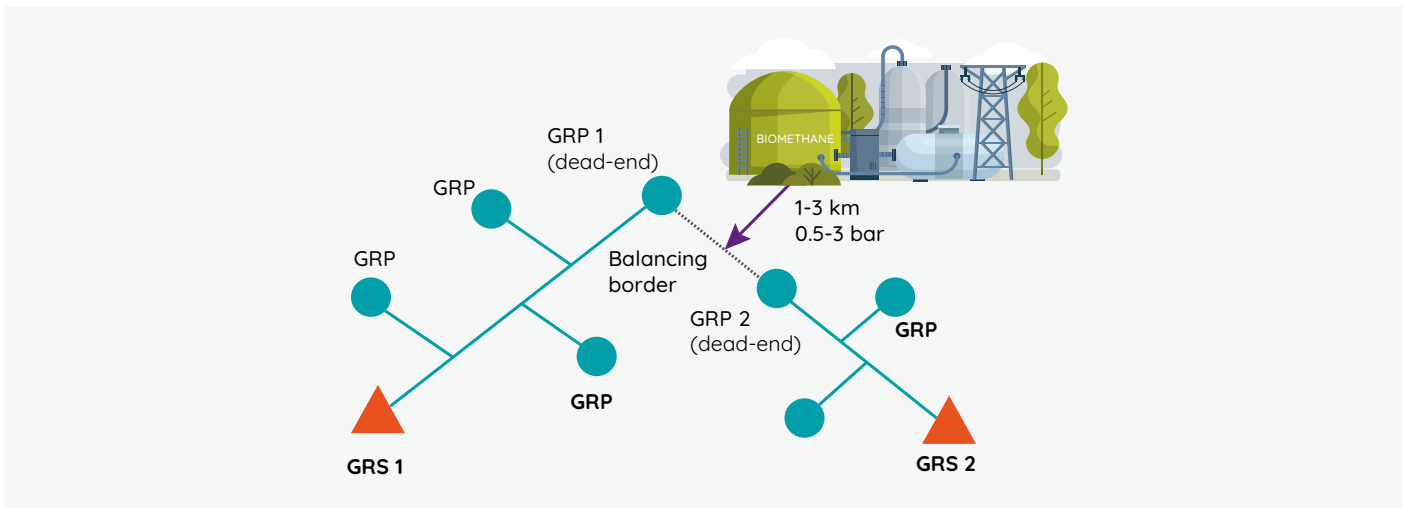 BIOMETHANE
GRP 1
(dead-end)
GRP
1-3 km
0.5-3 bar
GRP
Balancing
border
GRP 2
(dead-end)
GRP
GRP
GRS 1
GRS 2